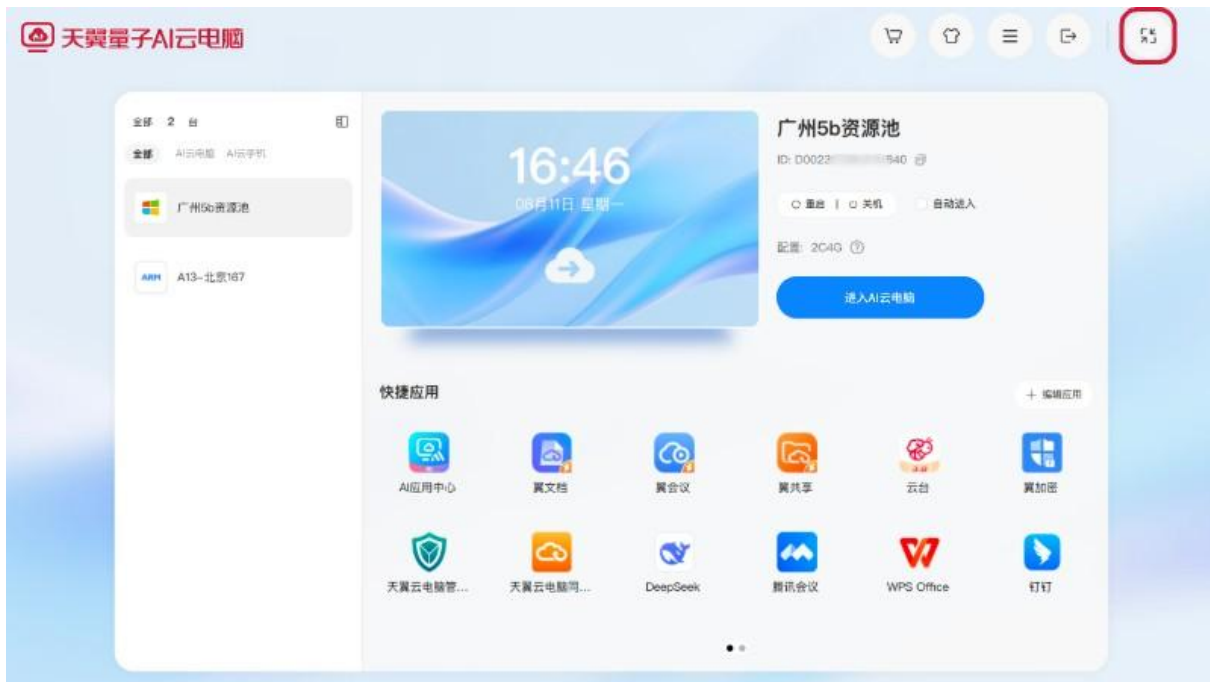 天翼量子AI云电脑
全部 2 台
全部 AI云电脑 AI云手机
广州5b资源池
ARM A13-北京167
16:46
08月11日 星期一
广州5b资源池
ID: D0022 540
重启 | 关机 自动进入
配置: 2C4G
进入AI云电脑
快捷应用
编辑应用
AI应用中心 翼文档 翼会议 翼共享 云台 翼加密
天翼云电脑管... 天翼云电脑同... DeepSeek 腾讯会议 WPS Office 钉钉